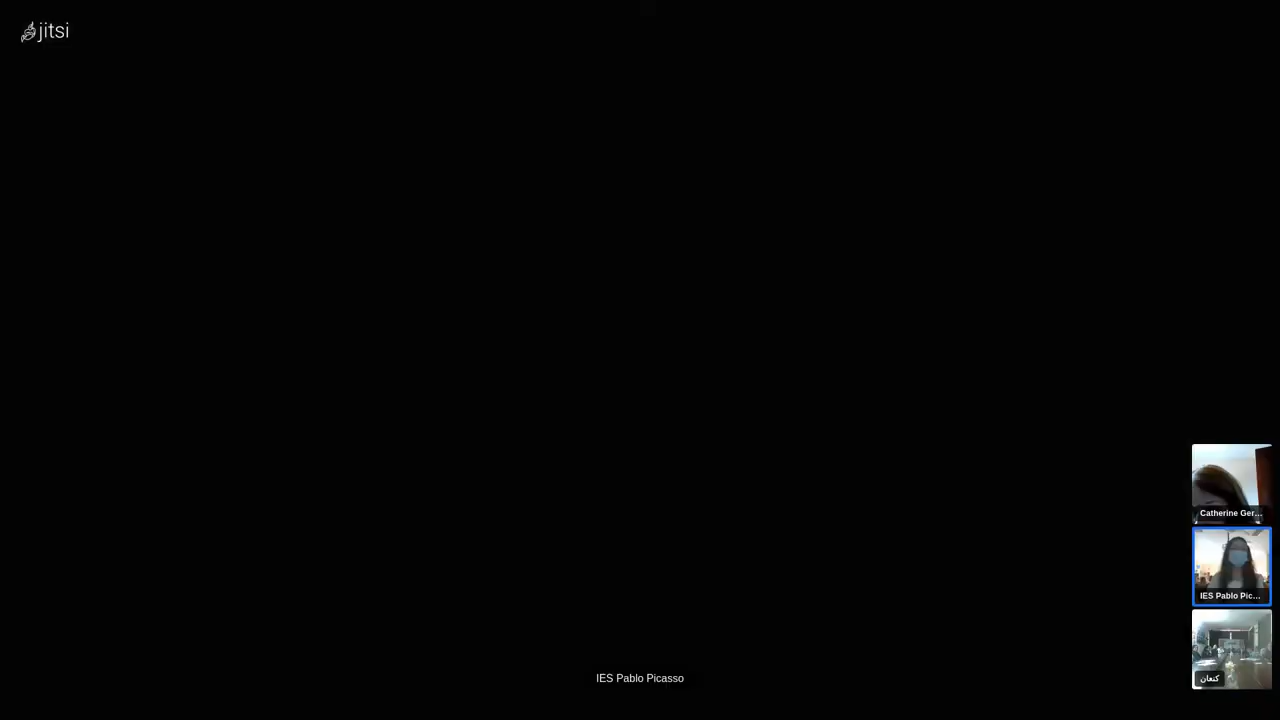 jitsi
Catherine Ger...
IES Pablo Pic...
كنعان
IES Pablo Picasso